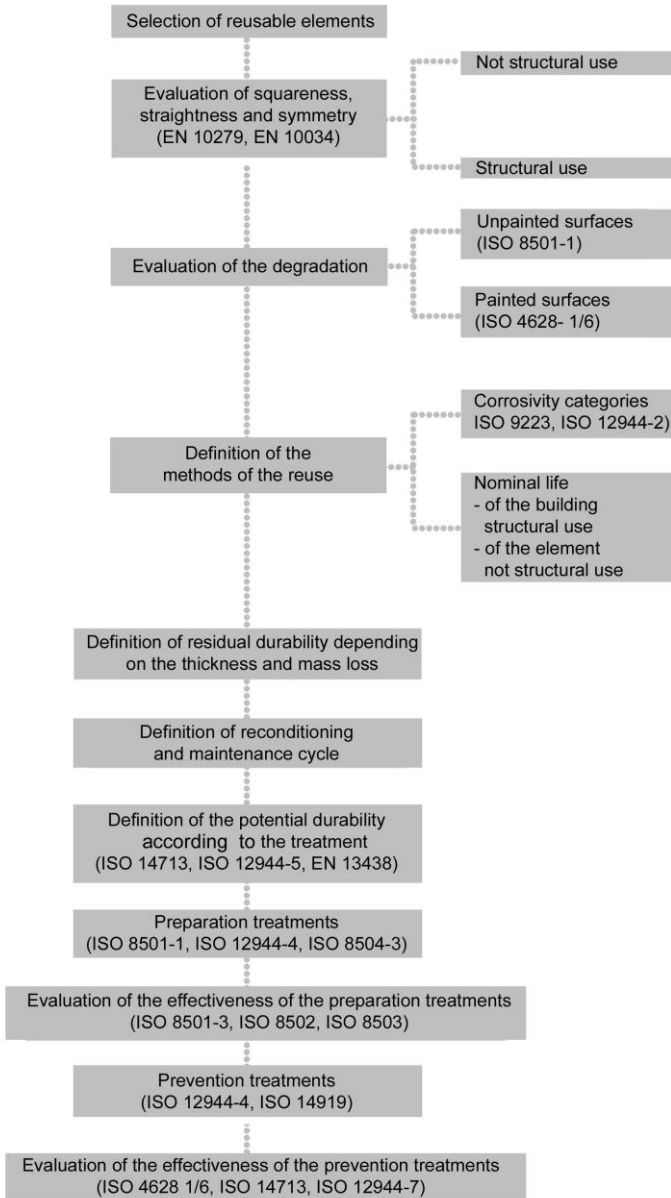 Selection of reusable elements
Evaluation of squareness,
straightness and symmetry
(EN 10279, EN 10034)
Not structural use
Structural use
Evaluation of the degradation
Unpainted surfaces
(ISO 8501-1)
Painted surfaces
(ISO 4628- 1/6)
Definition of the
methods of the reuse
Corrosivity categories
ISO 9223, ISO 12944-2)
Nominal life
- of the building
structural use
- of the element
not structural use
Definition of residual durability depending
on the thickness and mass loss
Definition of reconditioning
and maintenance cycle
Definition of the potential durability
according to the treatment
(ISO 14713, ISO 12944-5, EN 13438)
Preparation treatments
(ISO 8501-1, ISO 12944-4, ISO 8504-3)
Evaluation of the effectiveness of the preparation treatments
(ISO 8501-3, ISO 8502, ISO 8503)
Prevention treatments
(ISO 12944-4, ISO 14919)
Evaluation of the effectiveness of the prevention treatments
(ISO 4628 1/6, ISO 14713, ISO 12944-7)